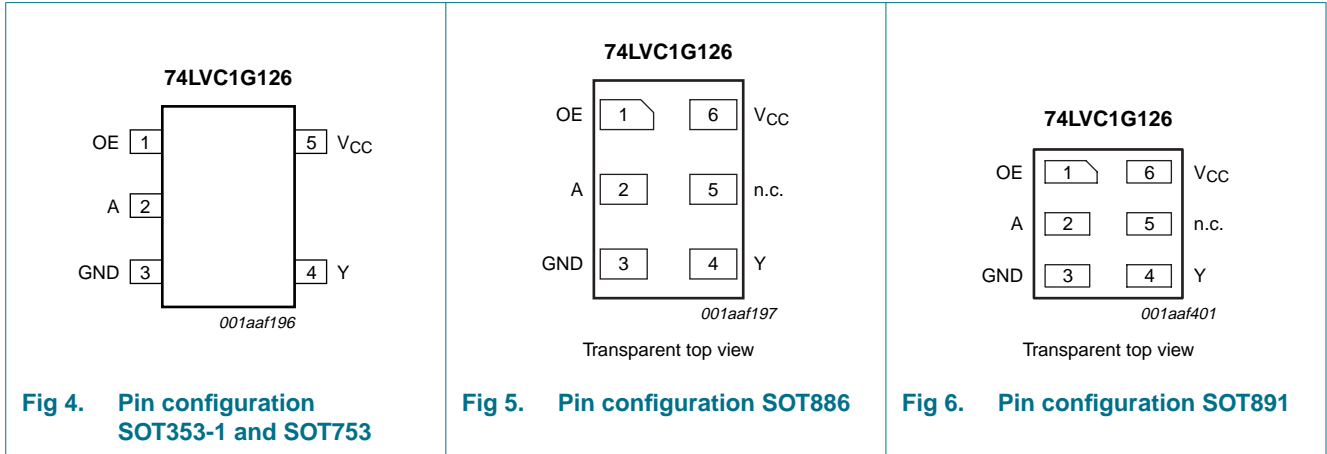 74LVC1G126
OE 1 5 VCC
A 2
GND 3 4 Y
001aaf196
Fig 4. Pin configuration
SOT353-1 and SOT753
74LVC1G126
OE 1 6 VCC
A 2 5 n.c.
GND 3 4 Y
001aaf197
Transparent top view
Fig 5. Pin configuration SOT886
74LVC1G126
OE 1 6 VCC
A 2 5 n.c.
GND 3 4 Y
001aaf401
Transparent top view
Fig 6. Pin configuration SOT891